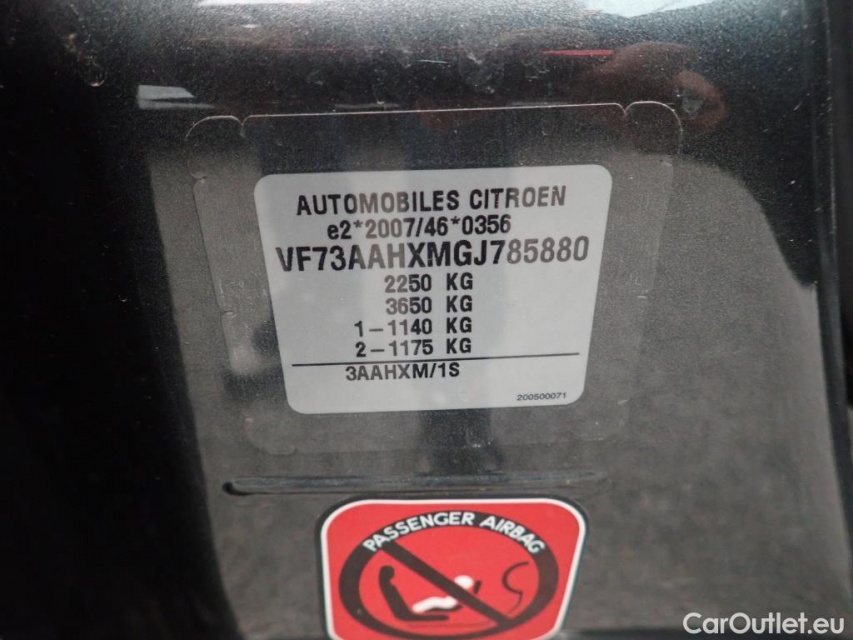 AUTOMOBILES CITROEN
e2*2007/46*0356
VF73AAHXMGJ785880
2250 KG
3650 KG
1-1140 KG
2-1175 KG
3AAHXM/1S
200500071
PASSENGER AIRBAG
CarOutlet.eu